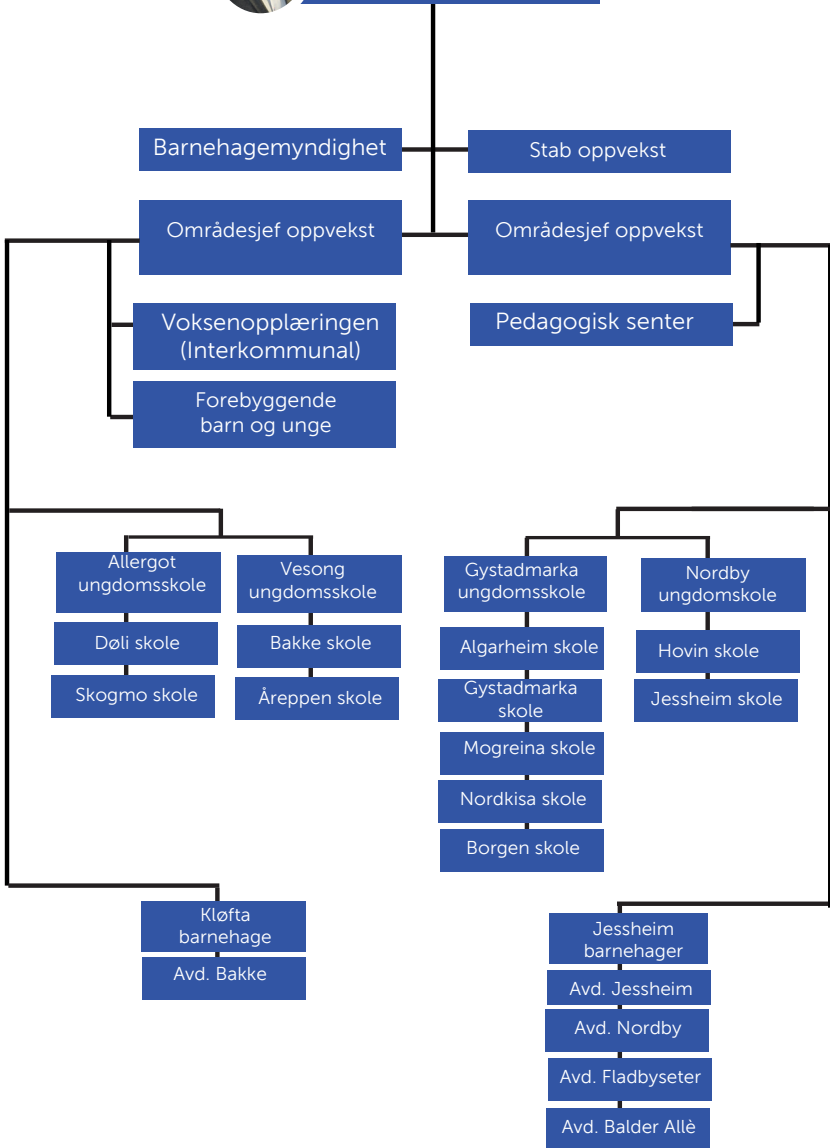 Barnehagemyndighet
Stab oppvekst
Områdesjef oppvekst
Områdesjef oppvekst
Voksenopplæringen
(Interkommunal)
Pedagogisk senter
Forebyggende
barn og unge
Allergot
ungdomsskole
Døli skole
Skogmo skole
Vesong
ungdomsskole
Bakke skole
Åreppen skole
Gystadmarka
ungdomsskole
Algarheim skole
Gystadmarka
skole
Mogreina skole
Nordkisa skole
Borgen skole
Nordby
ungdomskole
Hovin skole
Jessheim skole
Kløfta
barnehage
Avd. Bakke
Jessheim
barnehager
Avd. Jessheim
Avd. Nordby
Avd. Fladbyseter
Avd. Balder Allè